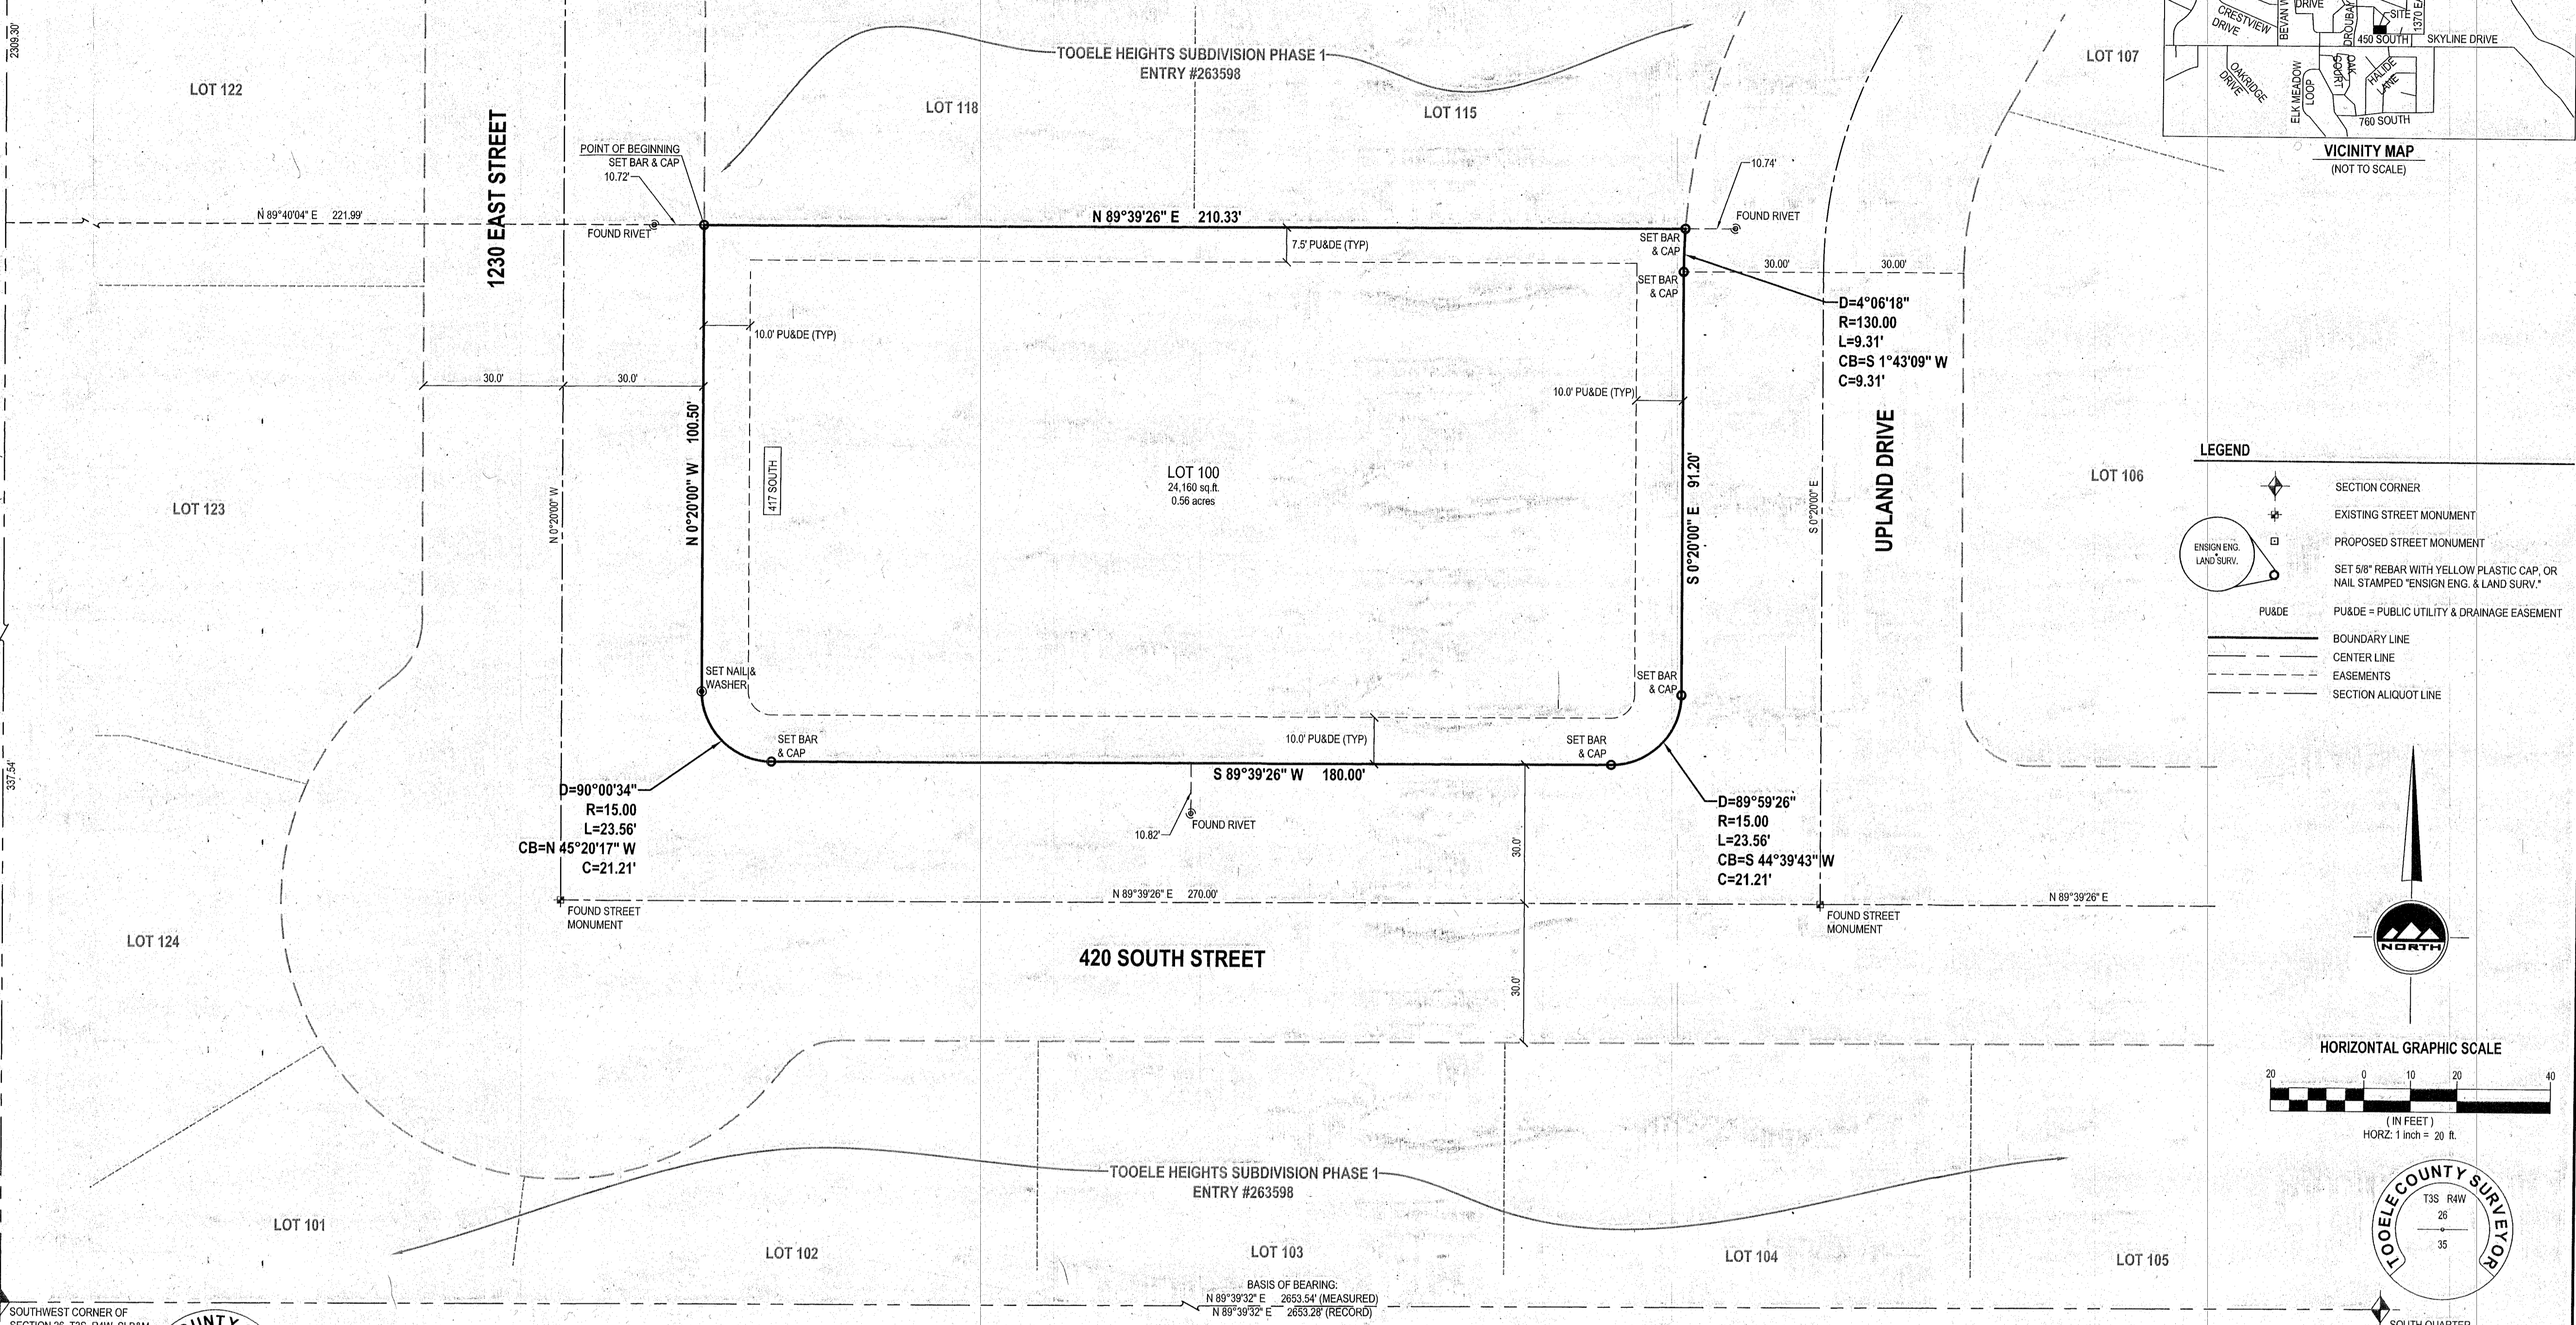 2309.30'
LOT 122
1230 EAST STREET
TOOELE HEIGHTS SUBDIVISION PHASE 1
ENTRY #263598
LOT 118
LOT 115
LOT 107
CRESTVIEW
DRIVE
DRIVE
SITE
450 SOUTH
SKYLINE DRIVE
OAKRIDGE
DRIVE
ELK MEADOW
LOOP
OAK
COURT
HALIDE
LANE
760 SOUTH
VICINITY MAP
(NOT TO SCALE)
POINT OF BEGINNING
SET BAR & CAP
10.72'
N 89°40'04" E 221.99'
FOUND RIVET
N 89°39'26" E 210.33'
7.5' PU&DE (TYP)
10.74'
FOUND RIVET
SET BAR
& CAP
SET BAR
& CAP
30.00'
30.00'
D=4°06'18"
R=130.00
L=9.31'
CB=S 1°43'09" W
C=9.31'
10.0' PU&DE (TYP)
30.0'
30.0'
10.0' PU&DE (TYP)
N 0°20'00" W 100.50'
417 SOUTH
LOT 100
24,160 sq.ft.
0.56 acres
S 0°20'00" E 91.20'
UPLAND DRIVE
S 0°20'00" E
N 0°20'00" W
LOT 123
LOT 106
LEGEND
SECTION CORNER
EXISTING STREET MONUMENT
PROPOSED STREET MONUMENT
ENSIGN ENG.
LAND SURV.
SET 5/8" REBAR WITH YELLOW PLASTIC CAP, OR
NAIL STAMPED "ENSIGN ENG. & LAND SURV."
PU&DE
PU&DE = PUBLIC UTILITY & DRAINAGE EASEMENT
BOUNDARY LINE
CENTER LINE
EASEMENTS
SECTION ALIQUOT LINE
SET NAIL &
WASHER
SET BAR
& CAP
SET BAR
& CAP
10.0' PU&DE (TYP)
SET BAR
& CAP
S 89°39'26" W 180.00'
337.54'
D=90°00'34"
R=15.00
L=23.56'
CB=N 45°20'17" W
C=21.21'
10.82'
FOUND RIVET
D=89°59'26"
R=15.00
L=23.56'
CB=S 44°39'43" W
C=21.21'
30.0'
N 89°39'26" E 270.00'
N 89°39'26" E
FOUND STREET
MONUMENT
FOUND STREET
MONUMENT
LOT 124
420 SOUTH STREET
30.0'
NORTH
HORIZONTAL GRAPHIC SCALE
20 0 10 20 40
( IN FEET )
HORZ: 1 inch = 20 ft.
TOOELE HEIGHTS SUBDIVISION PHASE 1
ENTRY #263598
LOT 101
LOT 102
LOT 103
LOT 104
LOT 105
TOOELE COUNTY SURVEYOR
T3S R4W
26
35
BASIS OF BEARING:
N 89°39'32" E 2653.54' (MEASURED)
N 89°39'32" E 2653.28' (RECORD)
SOUTHWEST CORNER OF